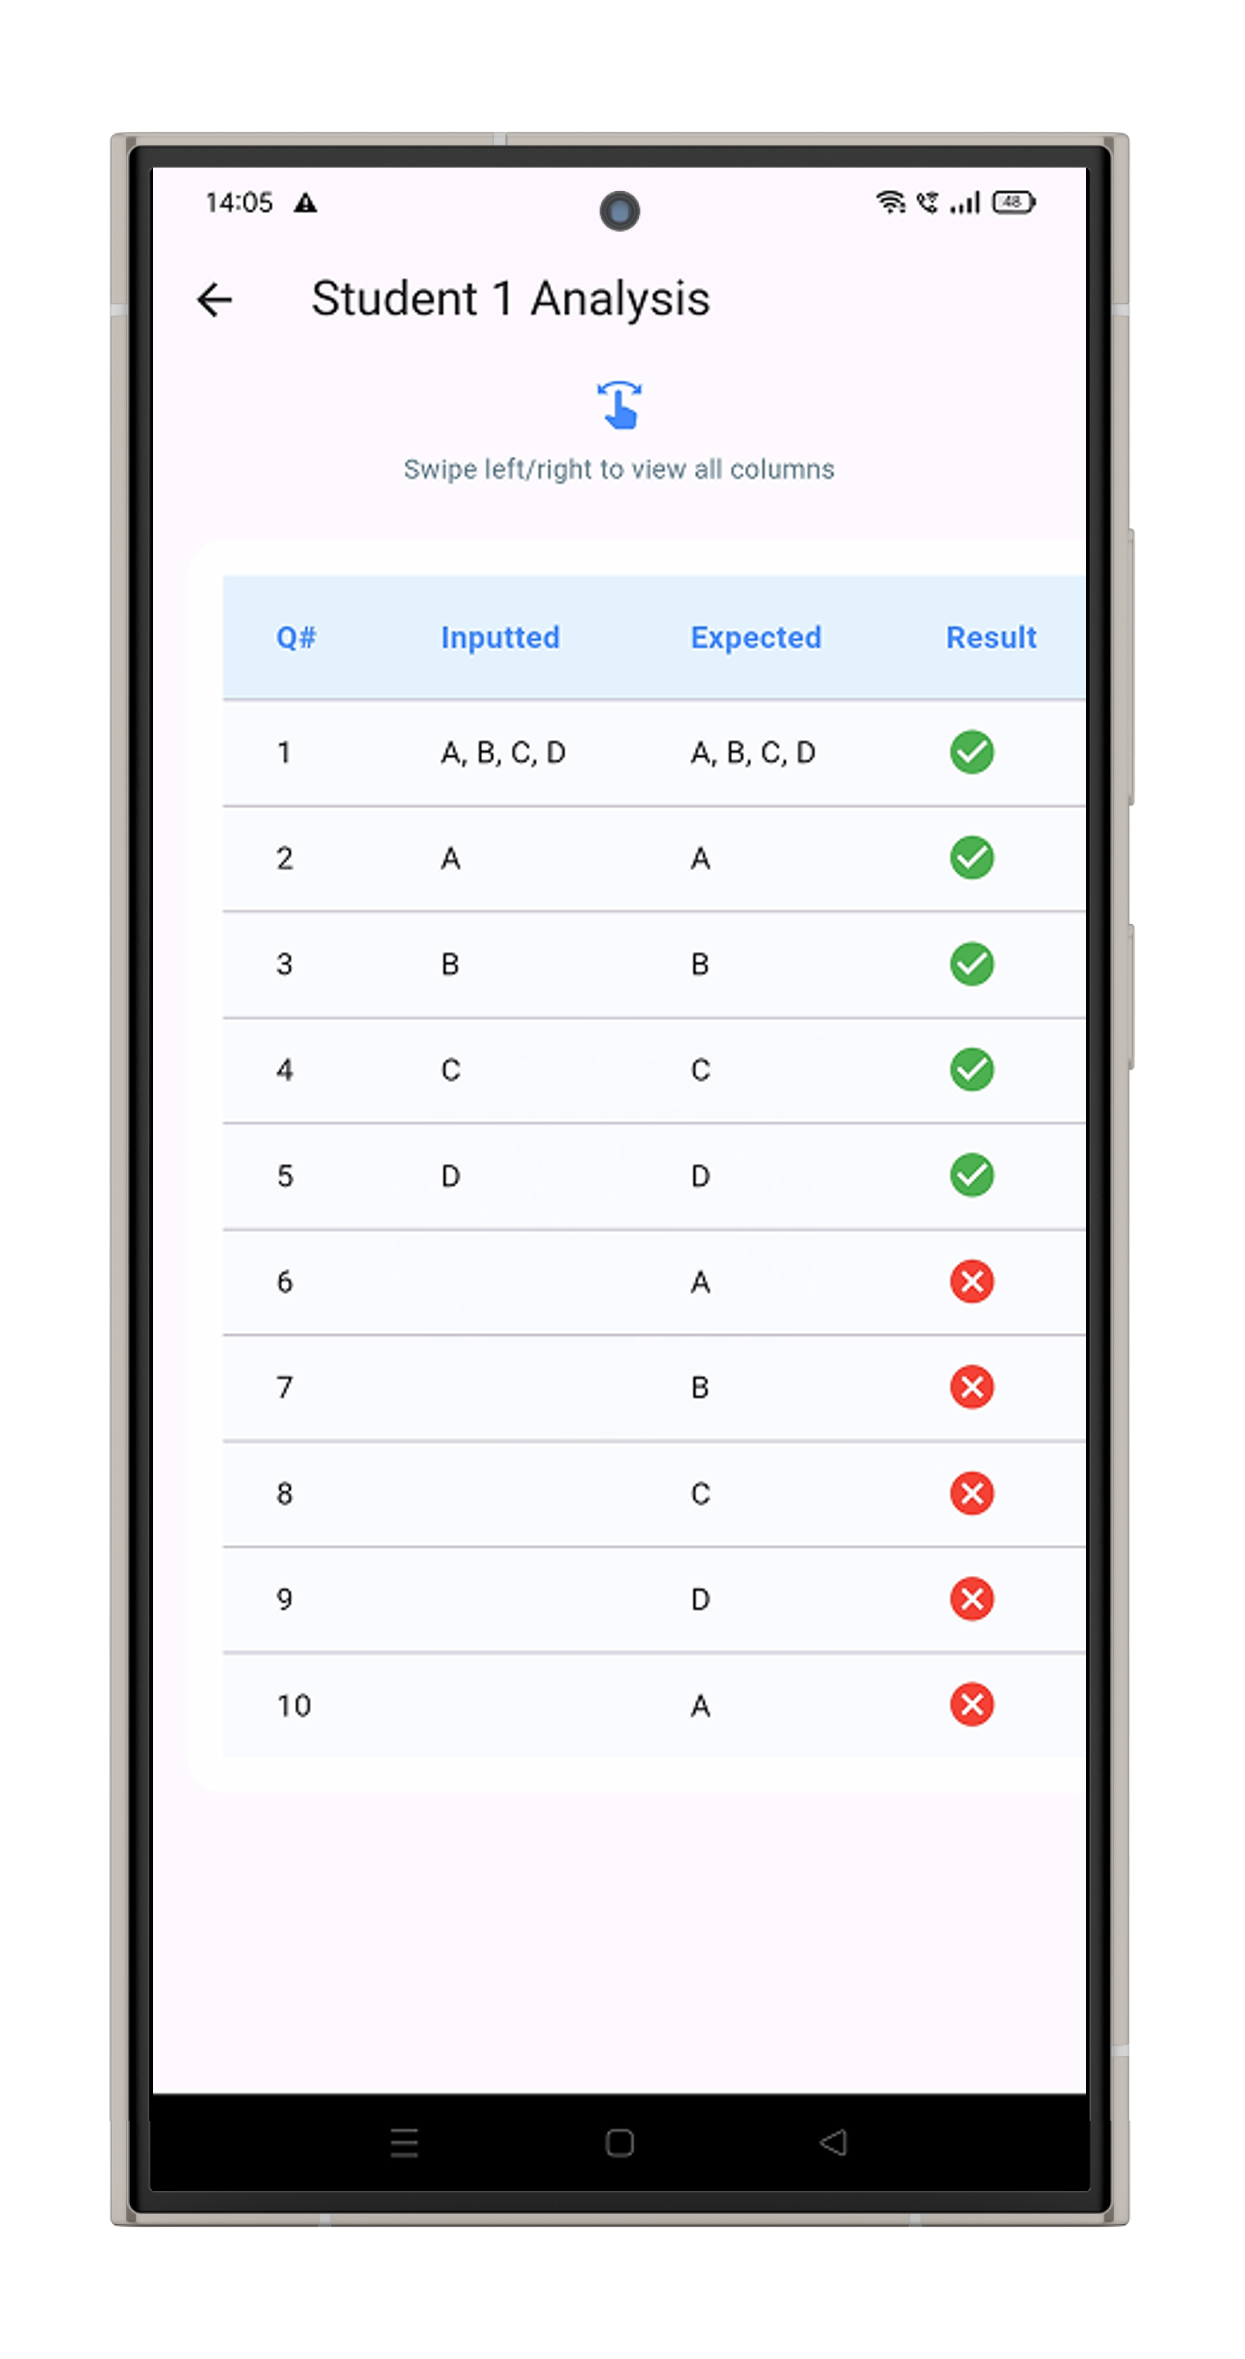 14:05 48
Student 1 Analysis
Swipe left/right to view all columns
Q# Inputted Expected Result
1 A, B, C, D A, B, C, D
2 A A
3 B B
4 C C
5 D D
6 A
7 B
8 C
9 D
10 A